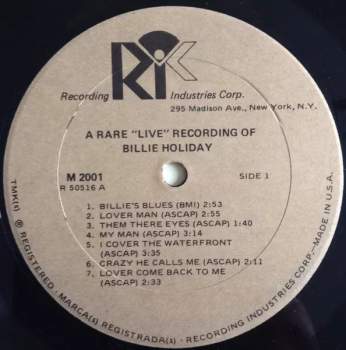 RIC
Recording Industries Corp.
295 Madison Ave., New York, N.Y.
A RARE "LIVE" RECORDING OF
BILLIE HOLIDAY
M 2001
R 50516 A
SIDE 1
1. BILLIE'S BLUES (BMI) 2:53
2. LOVER MAN (ASCAP) 2:55
3. THEM THERE EYES (ASCAP) 1:40
4. MY MAN (ASCAP) 3:14
5. I COVER THE WATERFRONT
(ASCAP) 3:35
6. CRAZY HE CALLS ME (ASCAP) 2:11
7. LOVER COME BACK TO ME
(ASCAP) 2:33
TMK(s) ® REGISTERED - MARCA(s) REGISTRADA(s) - RECORDING INDUSTRIES CORP.-MADE IN U.S.A.